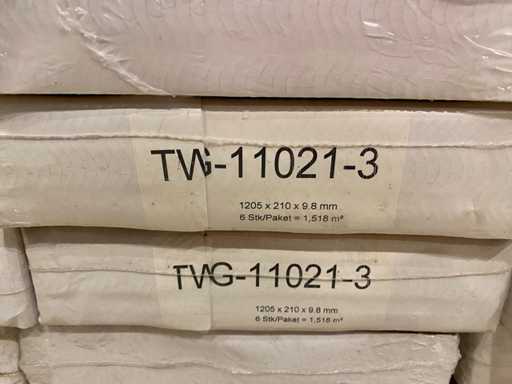 TWG-11021-3
1205 x 210 x 9.8 mm
6 Stk/Paket = 1,518 m²
TWG-11021-3
1205 x 210 x 9.8 mm
6 Stk/Paket = 1,518 m²